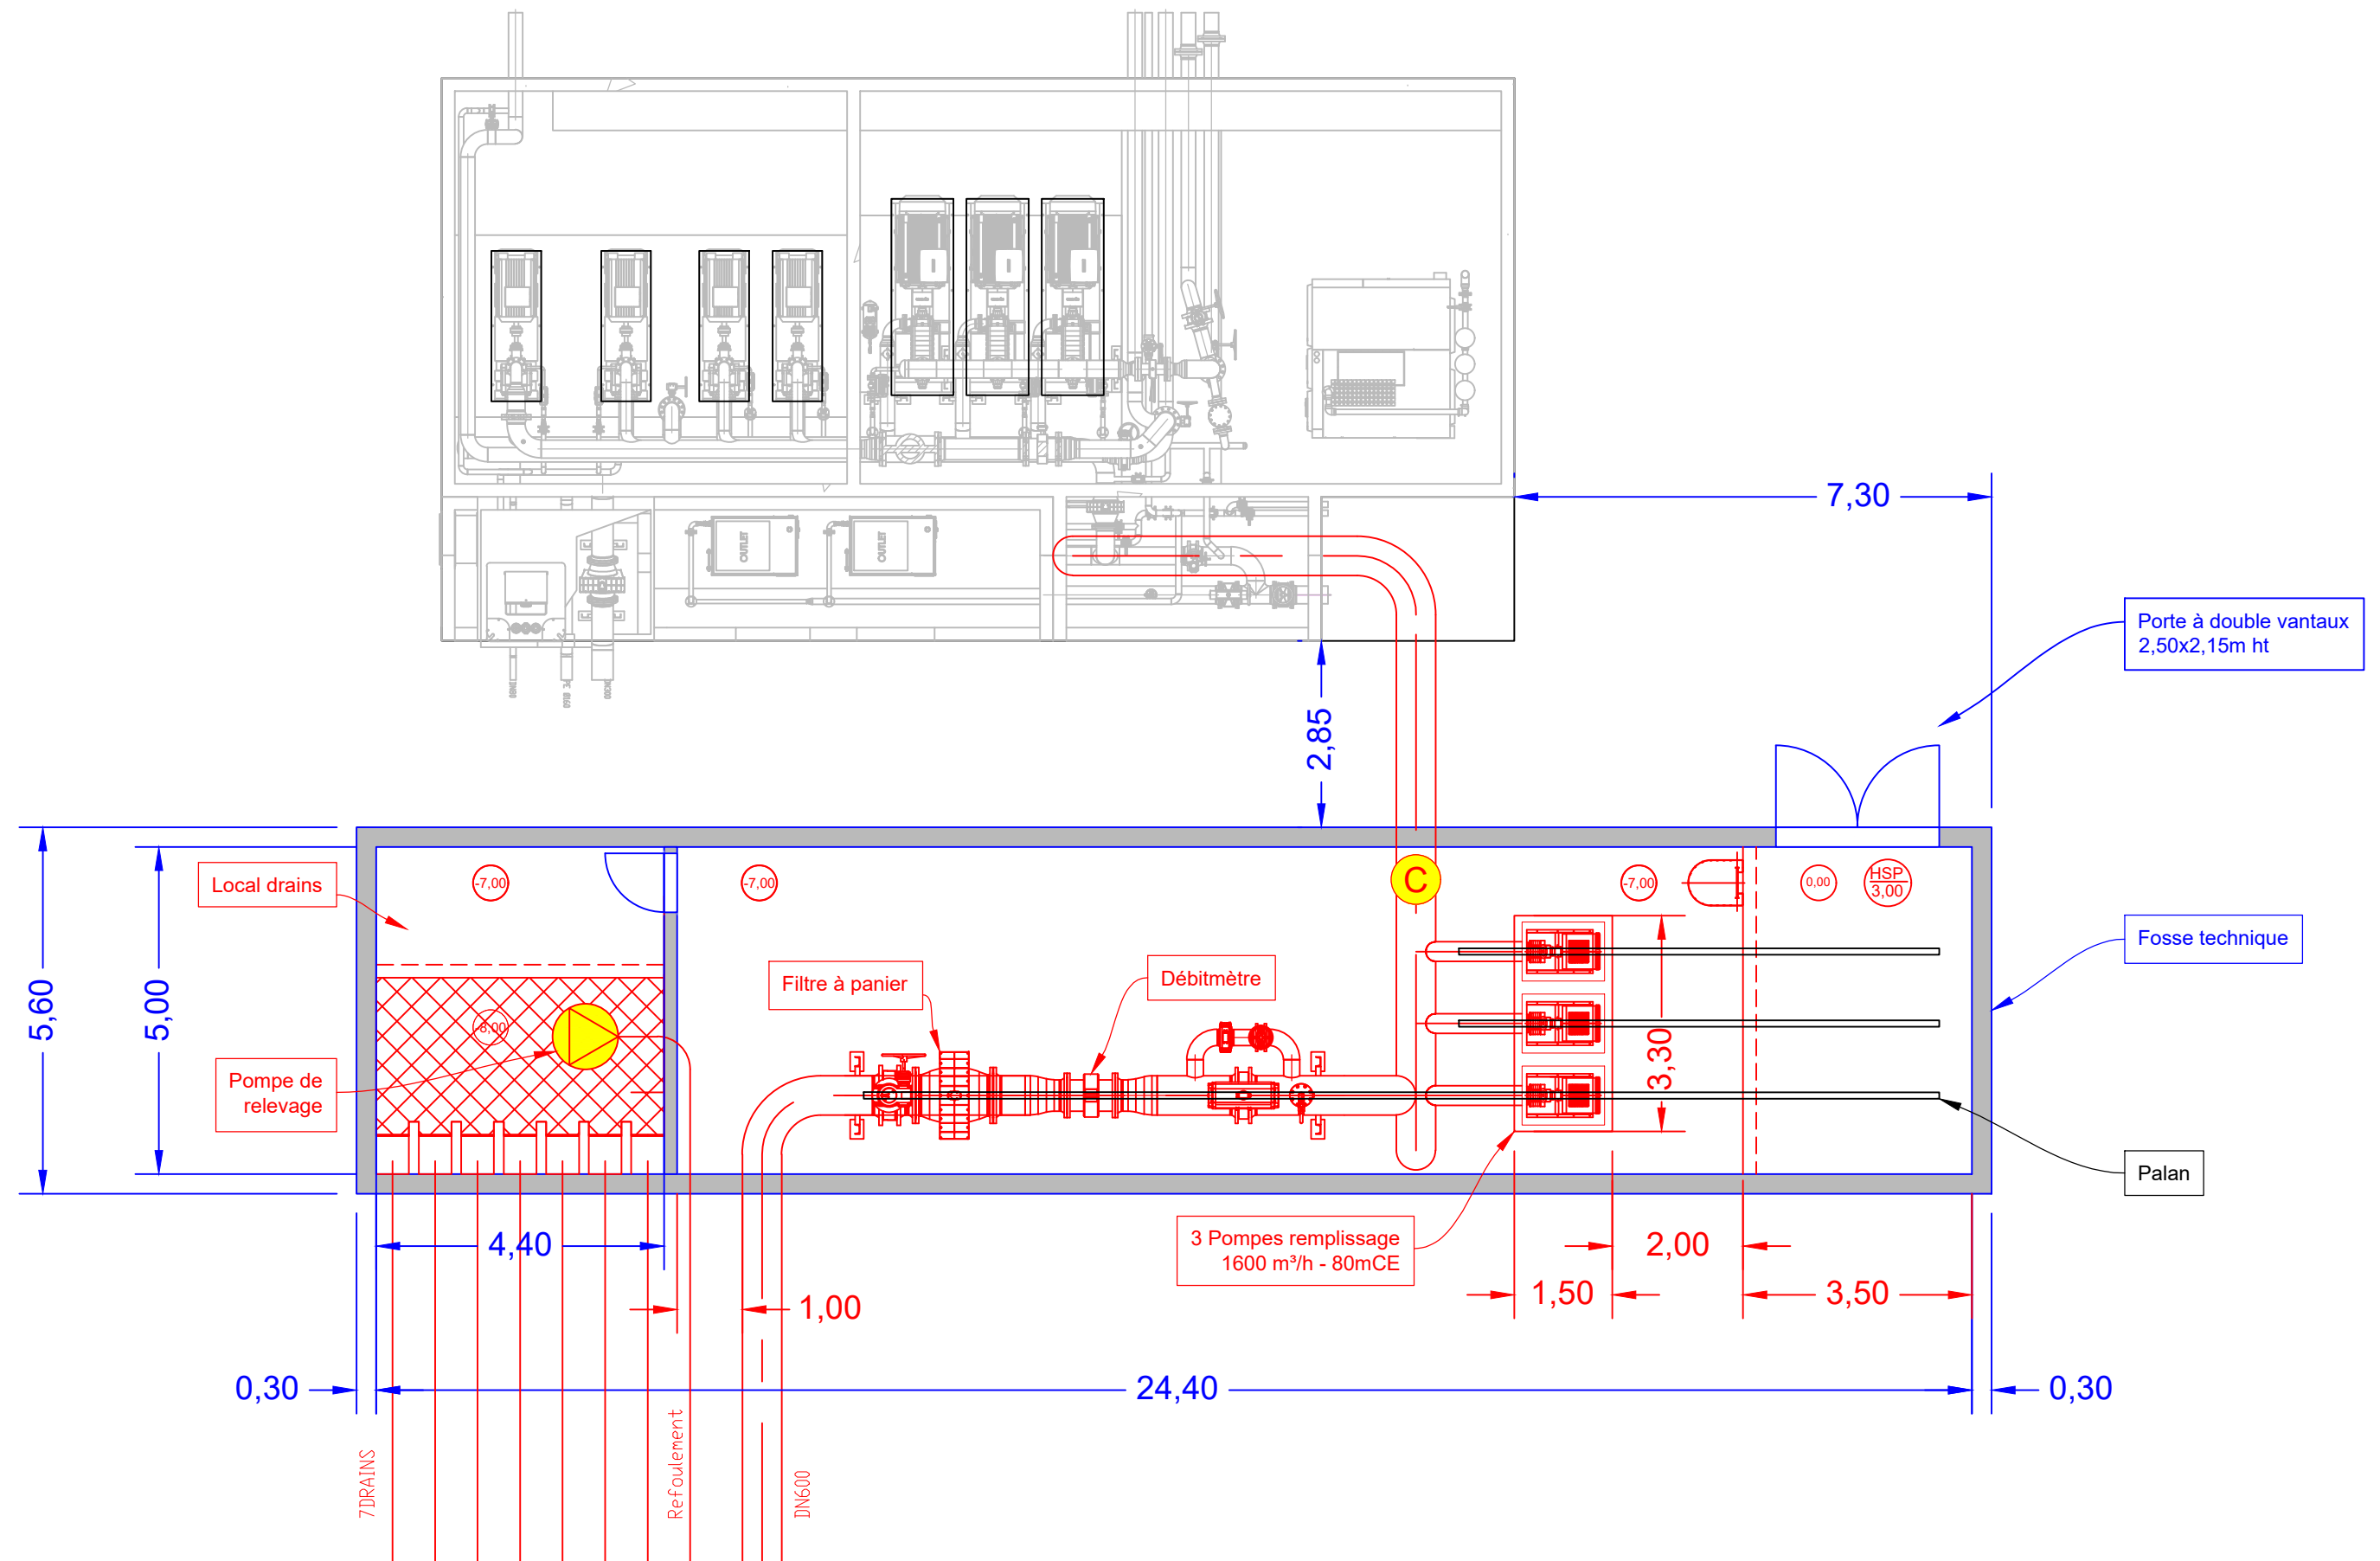 OUTLET
OUTLET
DN300
7,30
Porte à double vantaux
2,50x2,15m ht
2,85
Local drains
-7,00
-7,00
C
-7,00
0,00
HSP
3,00
Fosse technique
Filtre à panier
Débitmètre
5,60
5,00
-8,00
3,30
Pompe de
relevage
Palan
3 Pompes remplissage
1600 m³/h - 80mCE
4,40
2,00
1,00
1,50
3,50
0,30
24,40
0,30
7DRAINS
Refoulement
DN600